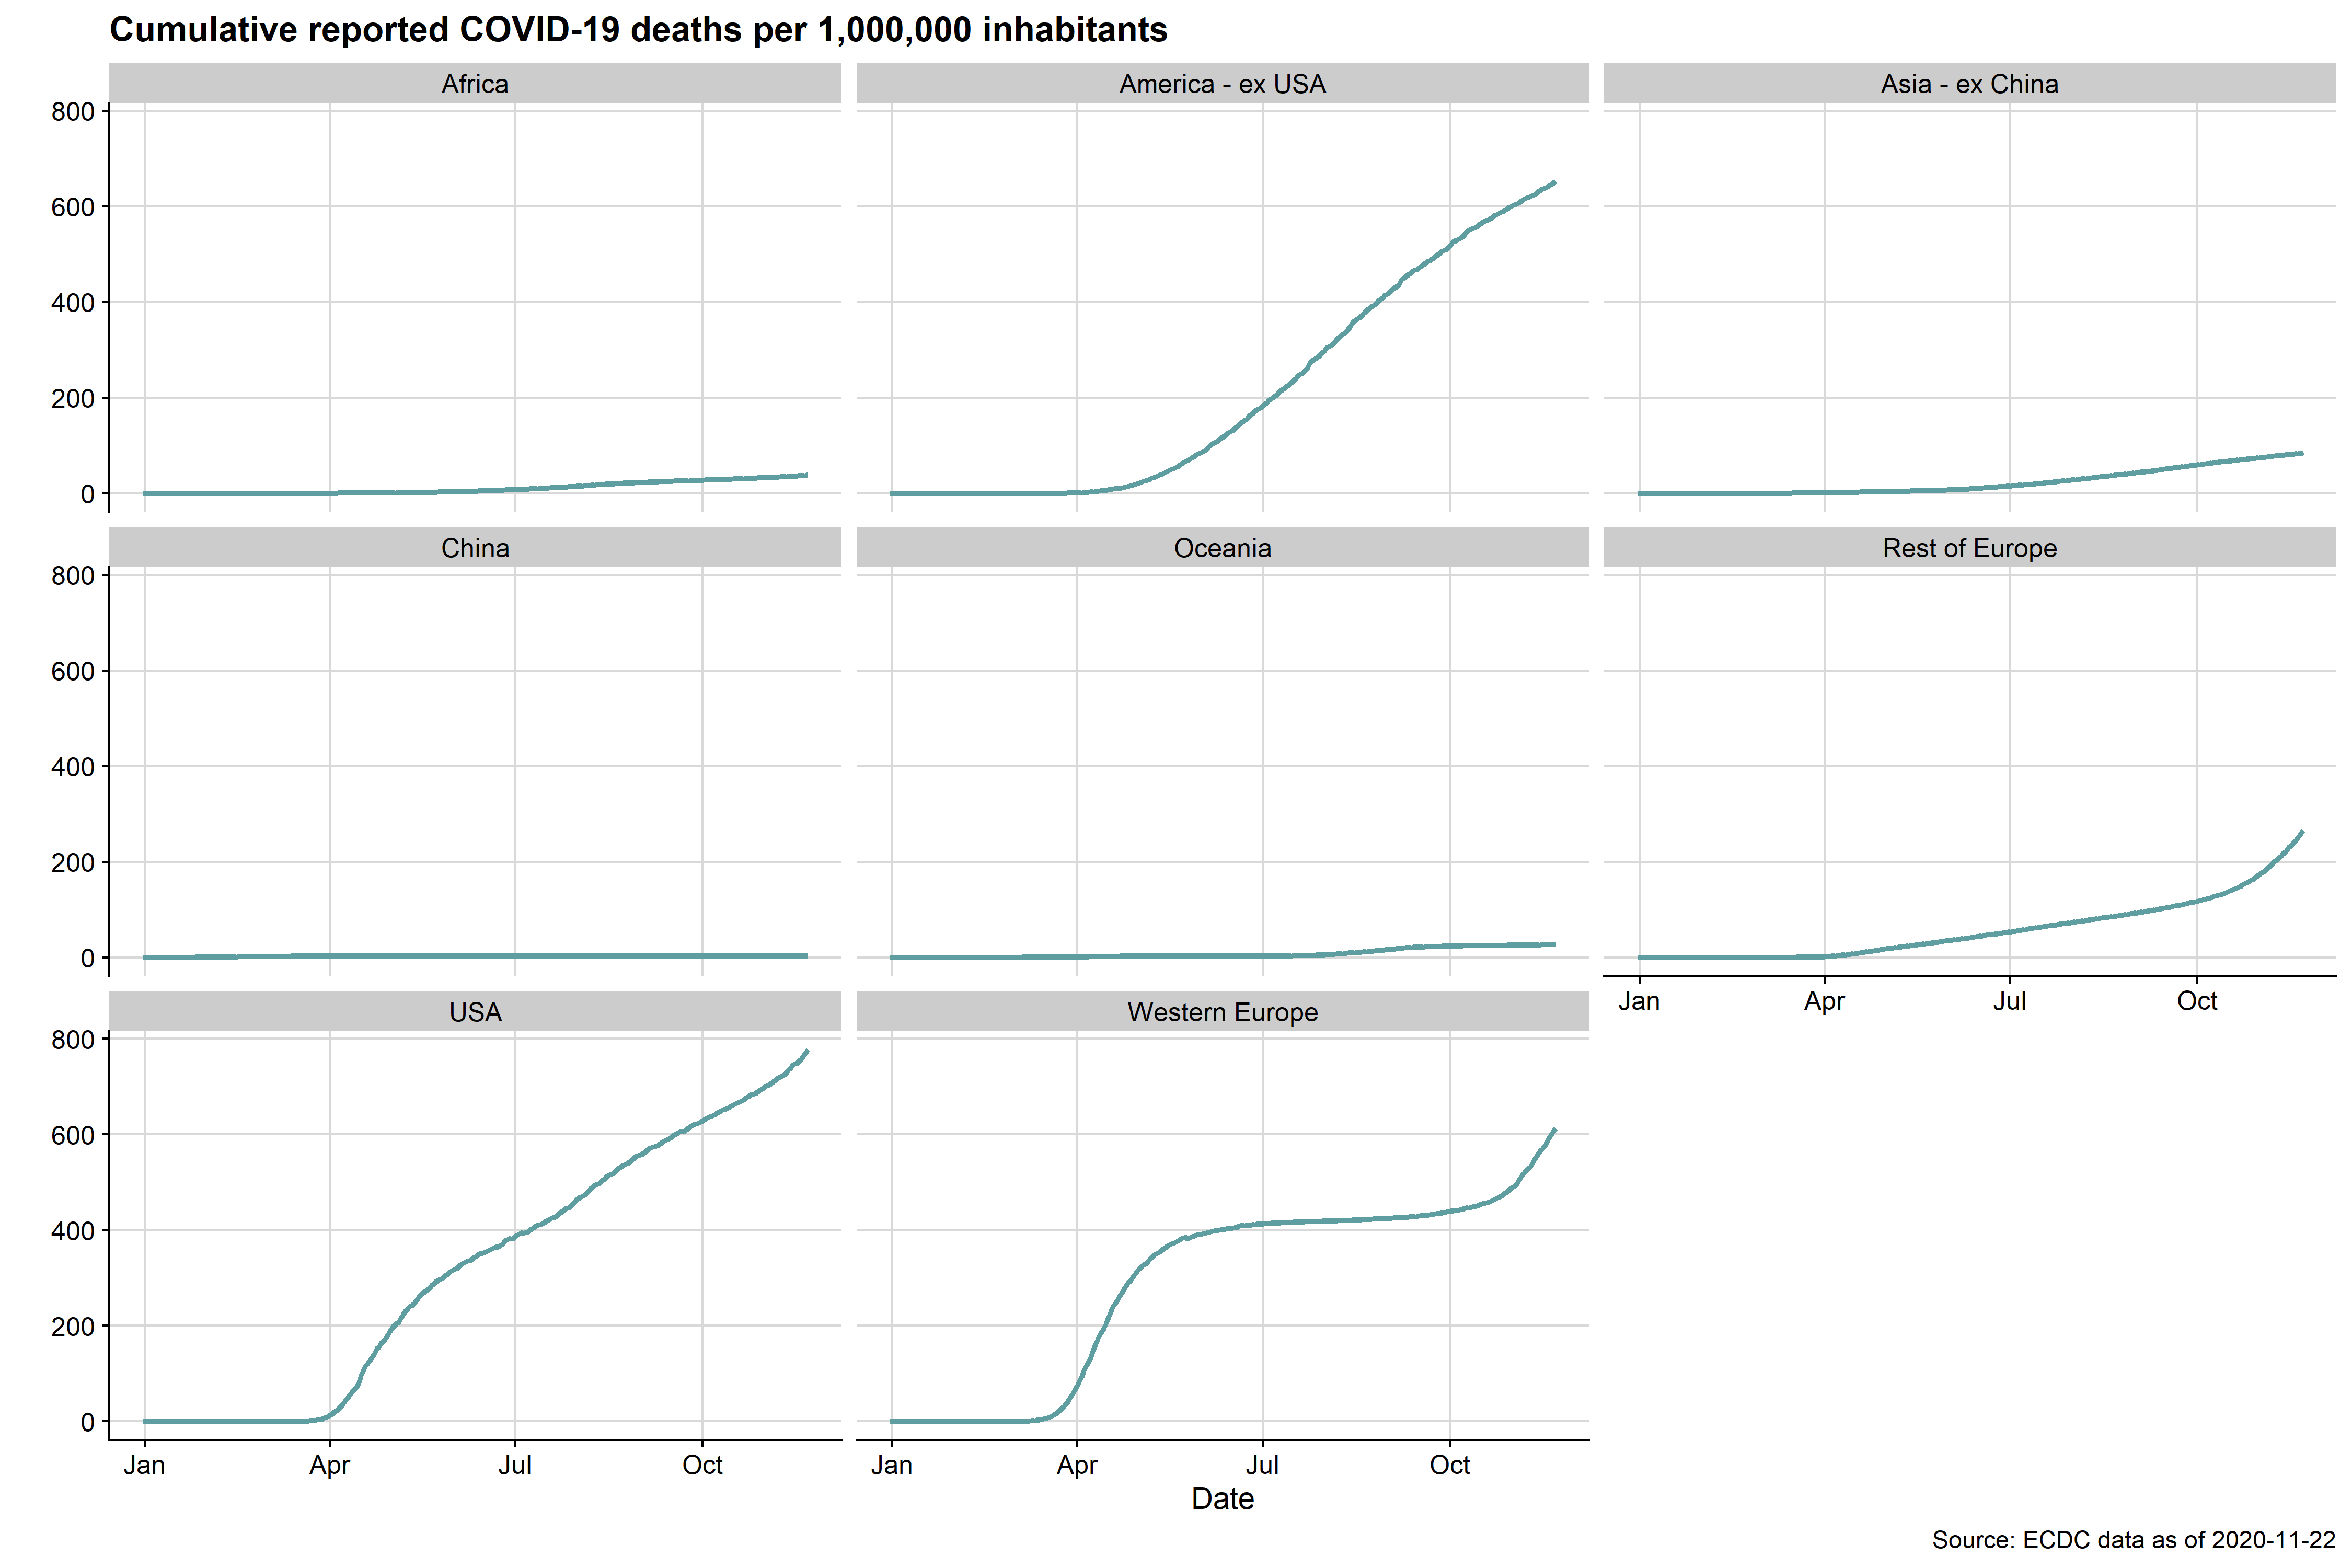 Cumulative reported COVID-19 deaths per 1,000,000 inhabitants
Africa
America - ex USA
Asia - ex China
800
600
400
200
0
China
Oceania
Rest of Europe
800
600
400
200
0
Jan
Apr
Jul
Oct
USA
Western Europe
800
600
400
200
0
Jan
Apr
Jul
Oct
Jan
Apr
Jul
Oct
Date
Source: ECDC data as of 2020-11-22